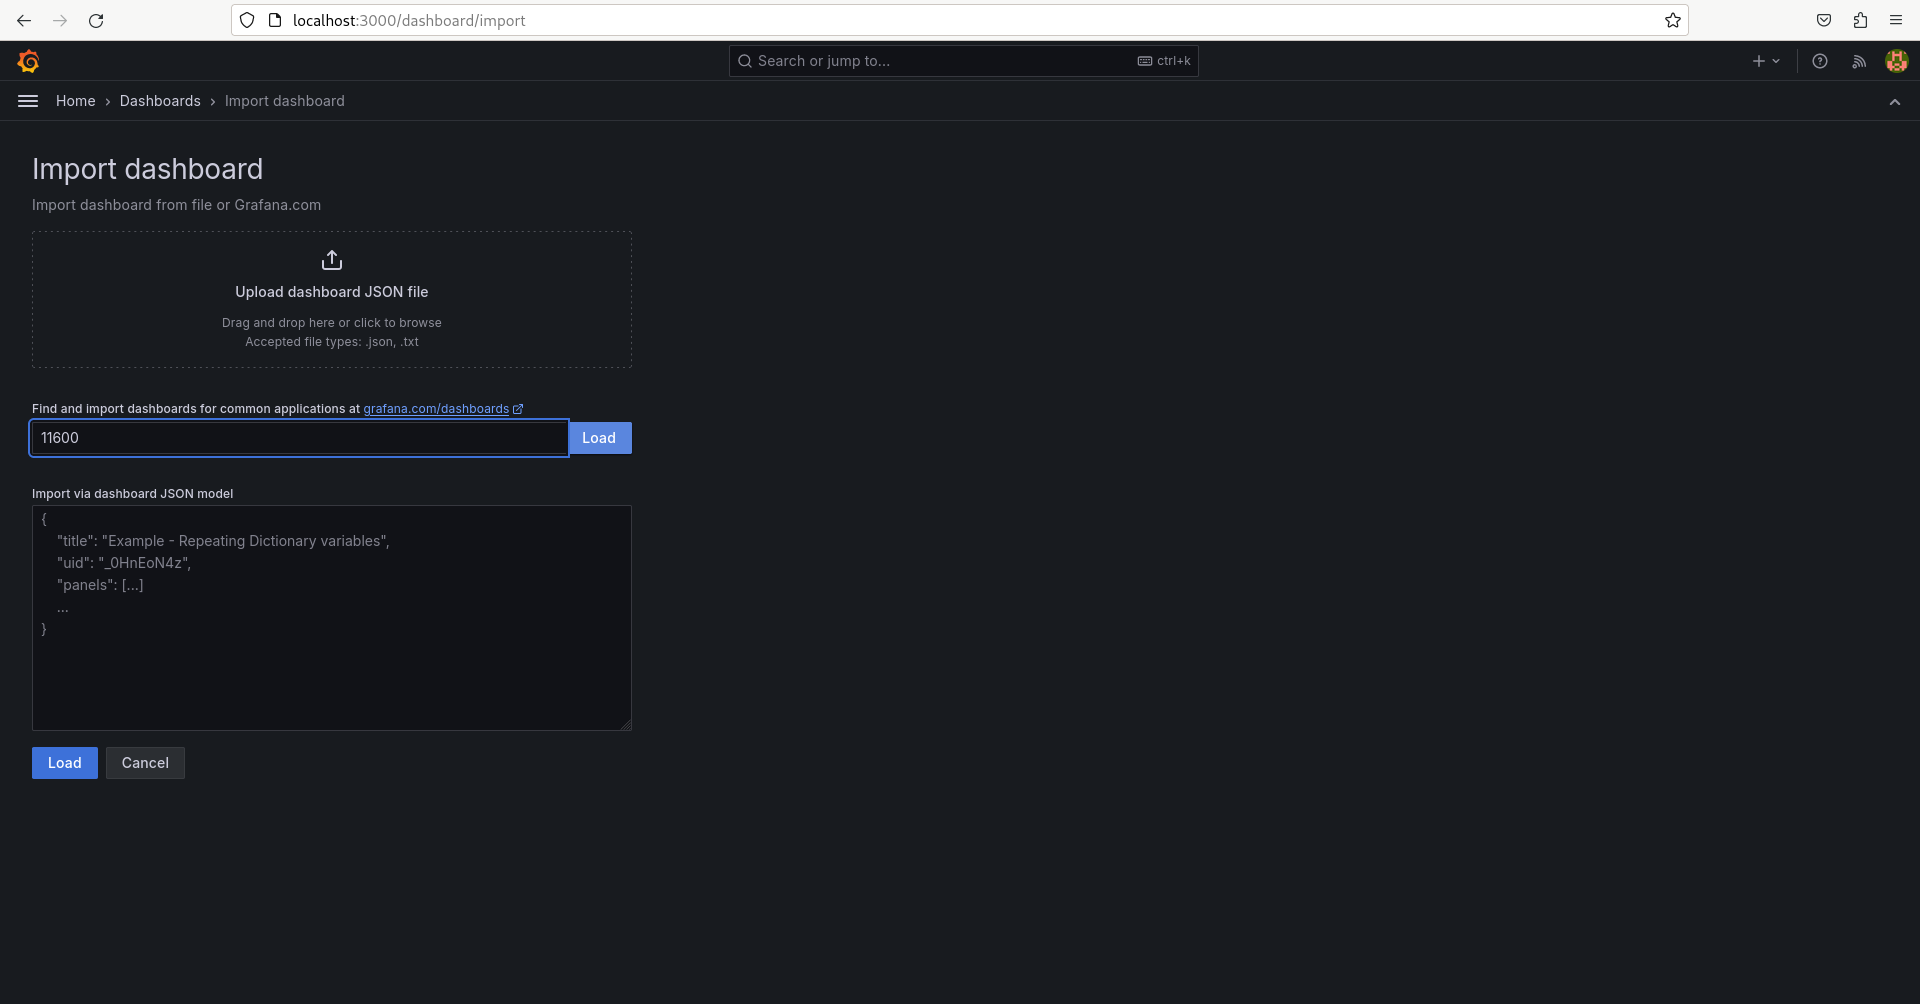 localhost:3000/dashboard/import
Search or jump to...
ctrl+k
Home › Dashboards › Import dashboard
Import dashboard
Import dashboard from file or Grafana.com
Upload dashboard JSON file
Drag and drop here or click to browse
Accepted file types: .json, .txt
Find and import dashboards for common applications at grafana.com/dashboards
11600
Load
Import via dashboard JSON model
{
"title": "Example - Repeating Dictionary variables",
"uid": "_0HnEoN4z",
"panels": [...]
...
}
Load
Cancel